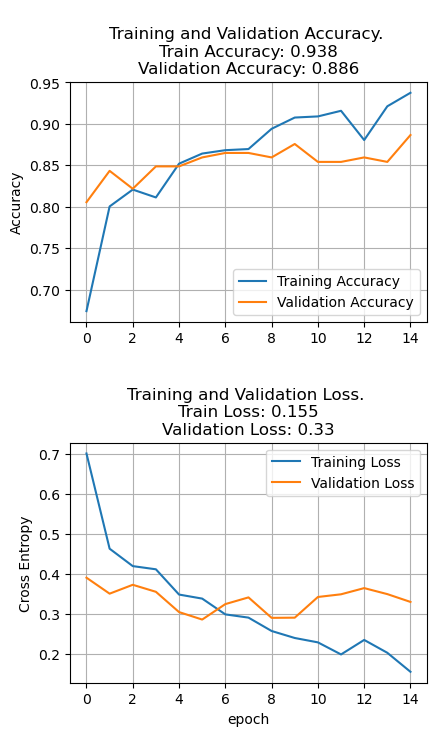 Training and Validation Accuracy.
Train Accuracy: 0.938
Validation Accuracy: 0.886
0.95
0.90
0.85
0.80
0.75
0.70
Accuracy
Training Accuracy
Validation Accuracy
0 2 4 6 8 10 12 14
Training and Validation Loss.
Train Loss: 0.155
Validation Loss: 0.33
0.7
0.6
0.5
0.4
0.3
0.2
Cross Entropy
Training Loss
Validation Loss
0 2 4 6 8 10 12 14
epoch